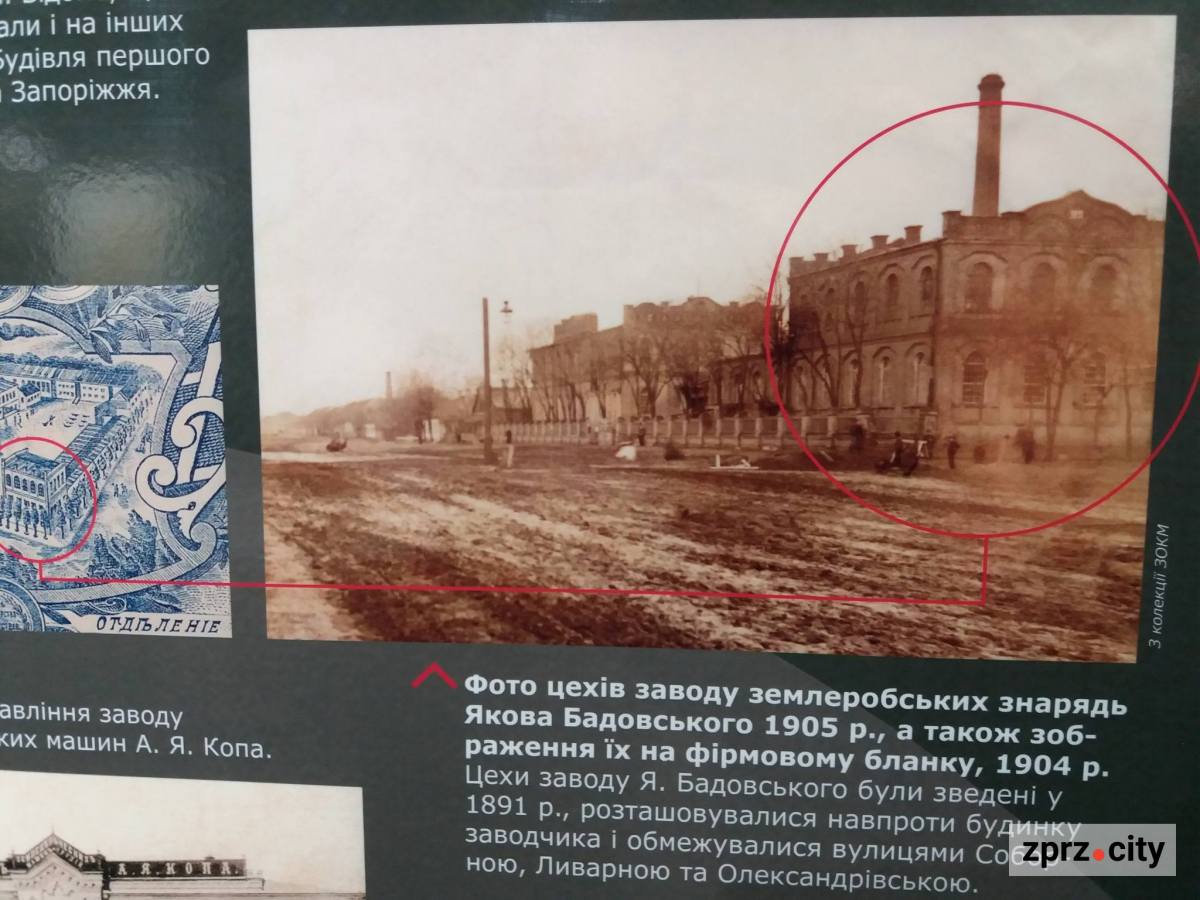 али і на інших
будівля першого
Запоріжжя.
ОТДѢЛЕНІЕ
З колекції ЗОКМ
авління заводу
ких машин А. Я. Копа.
А.Я.КОПА.
Фото цехів заводу землеробських знарядь
Якова Бадовського 1905 р., а також зоб-
раження їх на фірмовому бланку, 1904 р.
Цехи заводу Я. Бадовського були зведені у
1891 р., розташовувалися навпроти будинку
заводчика і обмежувалися вулицями Собор-
ною, Ливарною та Олександрівською.
zprz.city